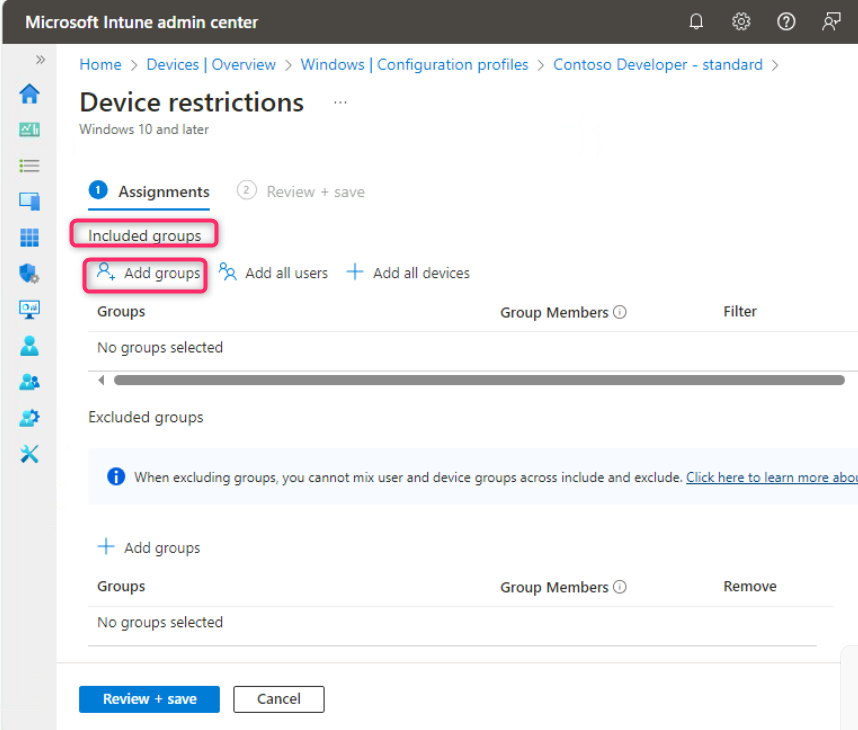 Microsoft Intune admin center
Home > Devices | Overview > Windows | Configuration profiles > Contoso Developer - standard >
Device restrictions ...
Windows 10 and later
1 Assignments 2 Review + save
Included groups
Add groups Add all users Add all devices
Groups Group Members Filter
No groups selected
Excluded groups
When excluding groups, you cannot mix user and device groups across include and exclude. Click here to learn more
Add groups
Groups Group Members Remove
No groups selected
Review + save Cancel